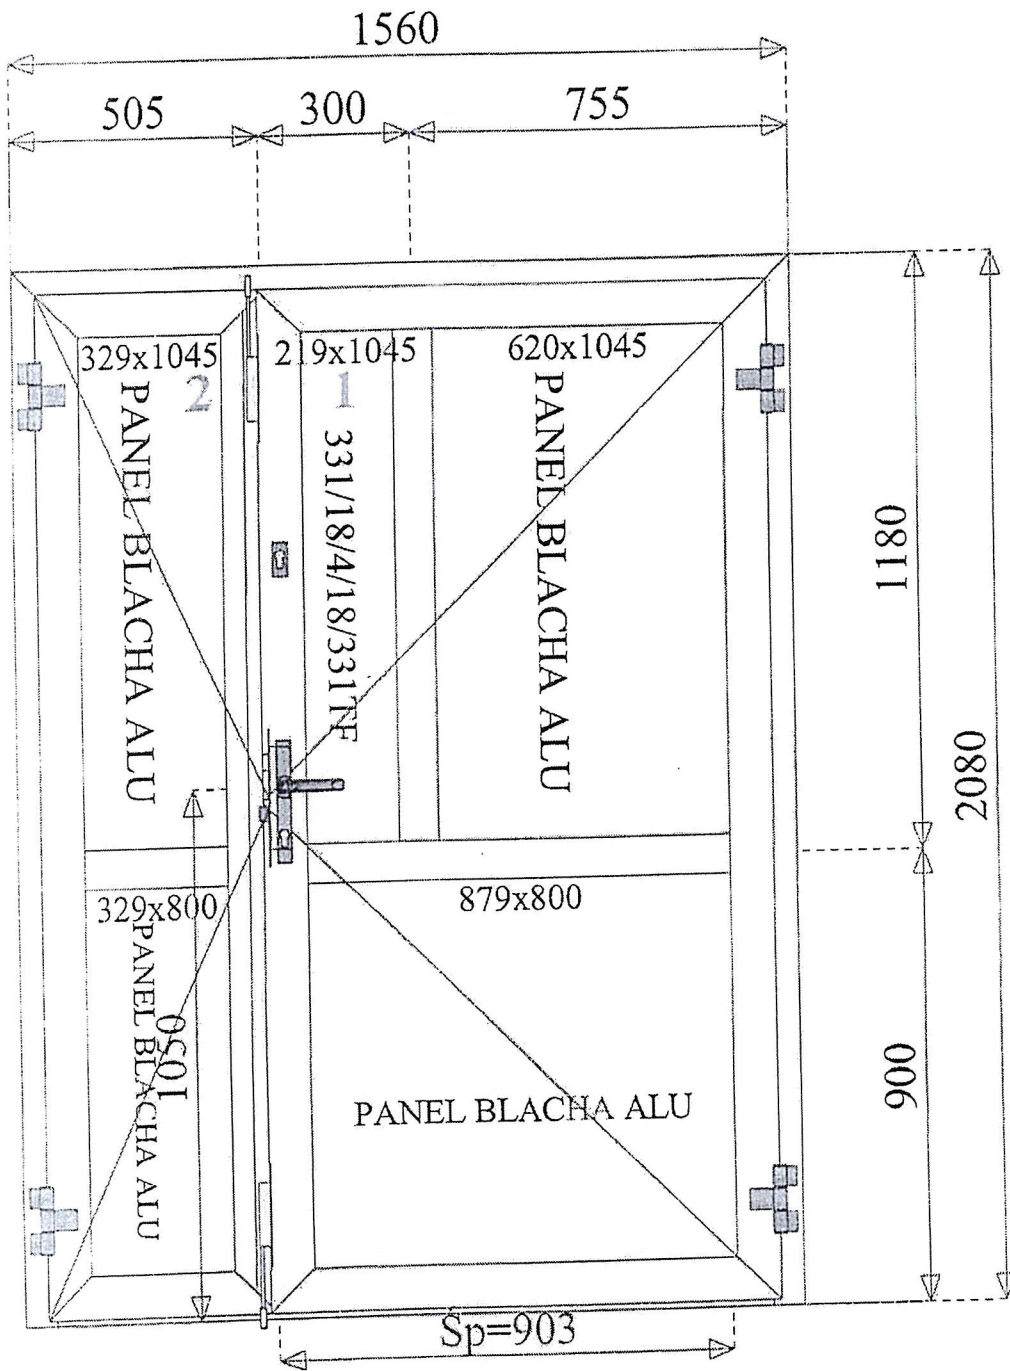 1560
505
300
755
329x1045
219x1045
620x1045
2
1
PANEL BLACHA ALU
331/18/4/18/331TF
PANEL BLACHA ALU
1180
2080
329x800
879x800
PANEL BLACHA ALU
1050
PANEL BLACHA ALU
900
Sp=903